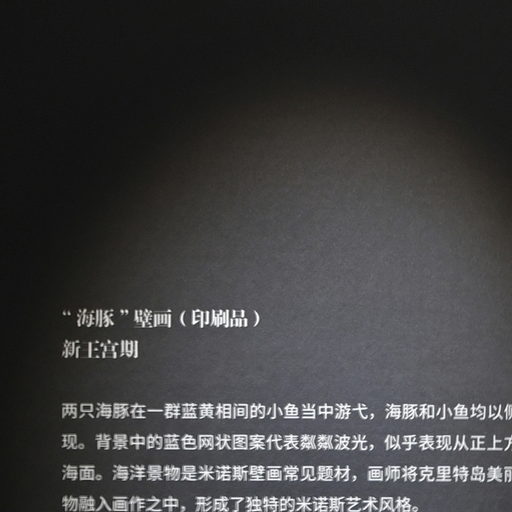 “海豚”壁画（印刷品）
新王宫期
两只海豚在一群蓝黄相间的小鱼当中游弋，海豚和小鱼均以侧
现。背景中的蓝色网状图案代表粼粼波光，似乎表现从正上方
海面。海洋景物是米诺斯壁画常见题材，画师将克里特岛美丽
物融入画作之中，形成了独特的米诺斯艺术风格。